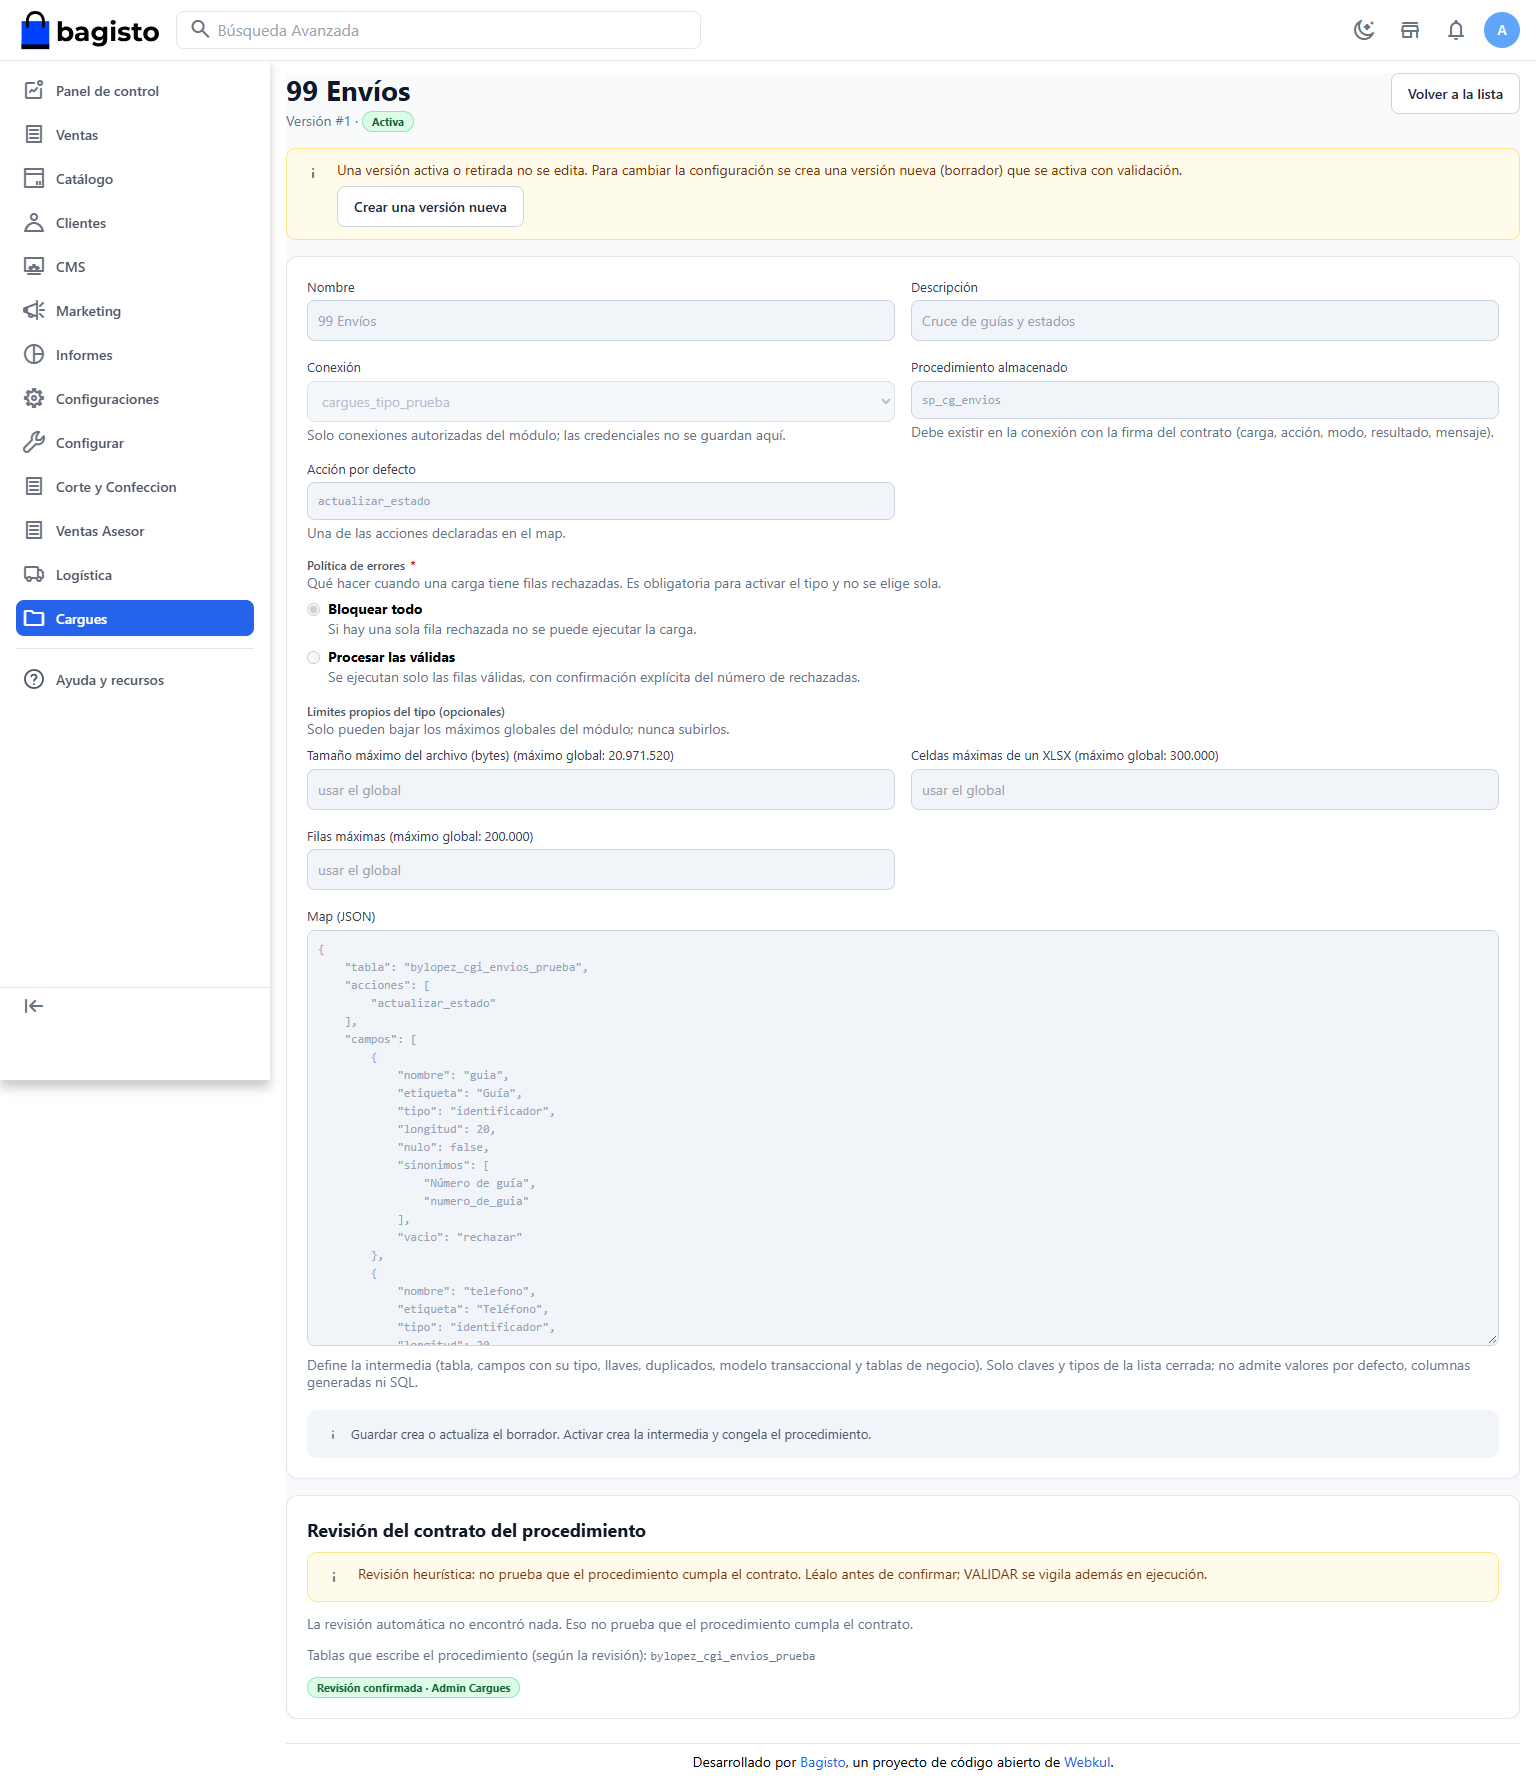 bagisto
Búsqueda Avanzada
A
Panel de control
Ventas
Catálogo
Clientes
CMS
Marketing
Informes
Configuraciones
Configurar
Corte y Confeccion
Ventas Asesor
Logística
Cargues
Ayuda y recursos
99 Envíos
Volver a la lista
Versión #1 · Activa
Una versión activa o retirada no se edita. Para cambiar la configuración se crea una versión nueva (borrador) que se activa con validación.
Crear una versión nueva
Nombre
99 Envíos
Descripción
Cruce de guías y estados
Conexión
cargues_tipo_prueba
Solo conexiones autorizadas del módulo; las credenciales no se guardan aquí.
Procedimiento almacenado
sp_cg_envios
Debe existir en la conexión con la firma del contrato (carga, acción, modo, resultado, mensaje).
Acción por defecto
actualizar_estado
Una de las acciones declaradas en el map.
Política de errores *
Qué hacer cuando una carga tiene filas rechazadas. Es obligatoria para activar el tipo y no se elige sola.
Bloquear todo
Si hay una sola fila rechazada no se puede ejecutar la carga.
Procesar las válidas
Se ejecutan solo las filas válidas, con confirmación explícita del número de rechazadas.
Límites propios del tipo (opcionales)
Solo pueden bajar los máximos globales del módulo; nunca subirlos.
Tamaño máximo del archivo (bytes) (máximo global: 20.971.520)
usar el global
Celdas máximas de un XLSX (máximo global: 300.000)
usar el global
Filas máximas (máximo global: 200.000)
usar el global
Map (JSON)
{
"tabla": "bylopez_cgi_envios_prueba",
"acciones": [
"actualizar_estado"
],
"campos": [
{
"nombre": "guia",
"etiqueta": "Guía",
"tipo": "identificador",
"longitud": 20,
"nulo": false,
"sinonimos": [
"Número de guía",
"numero_de_guia"
],
"vacio": "rechazar"
},
{
"nombre": "telefono",
"etiqueta": "Teléfono",
"tipo": "identificador",
"longitud": 20,
Define la intermedia (tabla, campos con su tipo, llaves, duplicados, modelo transaccional y tablas de negocio). Solo claves y tipos de la lista cerrada; no admite valores por defecto, columnas
generadas ni SQL.
Guardar crea o actualiza el borrador. Activar crea la intermedia y congela el procedimiento.
Revisión del contrato del procedimiento
Revisión heurística: no prueba que el procedimiento cumpla el contrato. Léalo antes de confirmar; VALIDAR se vigila además en ejecución.
La revisión automática no encontró nada. Eso no prueba que el procedimiento cumpla el contrato.
Tablas que escribe el procedimiento (según la revisión): bylopez_cgi_envios_prueba
Revisión confirmada · Admin Cargues
Desarrollado por Bagisto, un proyecto de código abierto de Webkul.